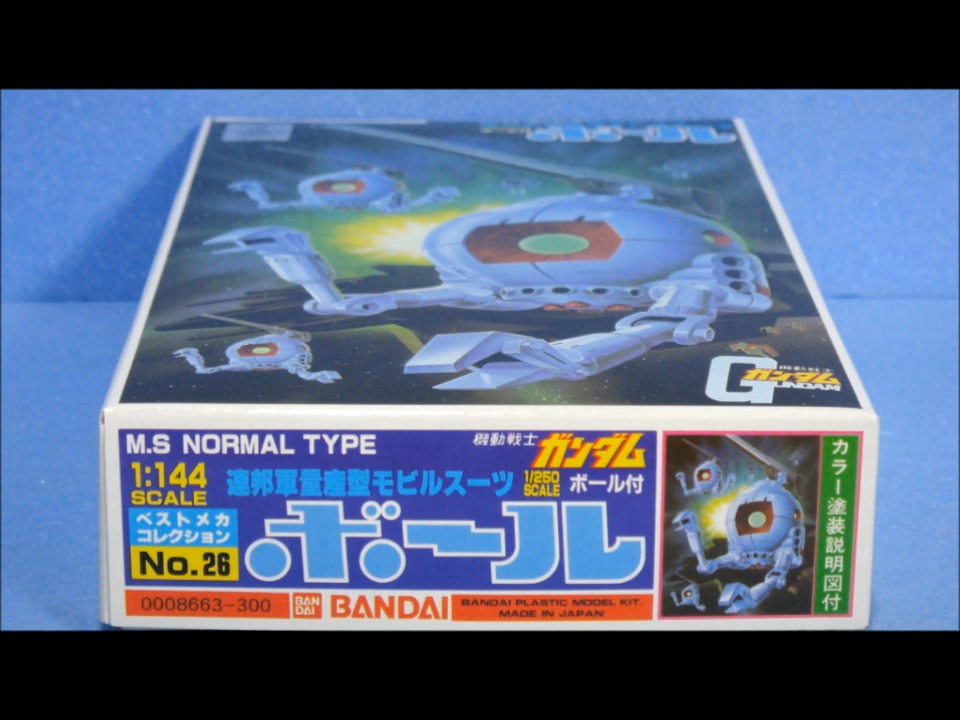 ボール
機動戦士
ガンダム
GUNDAM
M.S NORMAL TYPE
機動戦士 ガンダム
1:144 SCALE
連邦軍量産型モビルスーツ
1/250 SCALE
ボール付
ベストメカ
コレクション
No.26
ボール
0008663-300
BAN
DAI
BANDAI
BANDAI PLASTIC MODEL KIT.
MADE IN JAPAN
カラー塗装説明図付